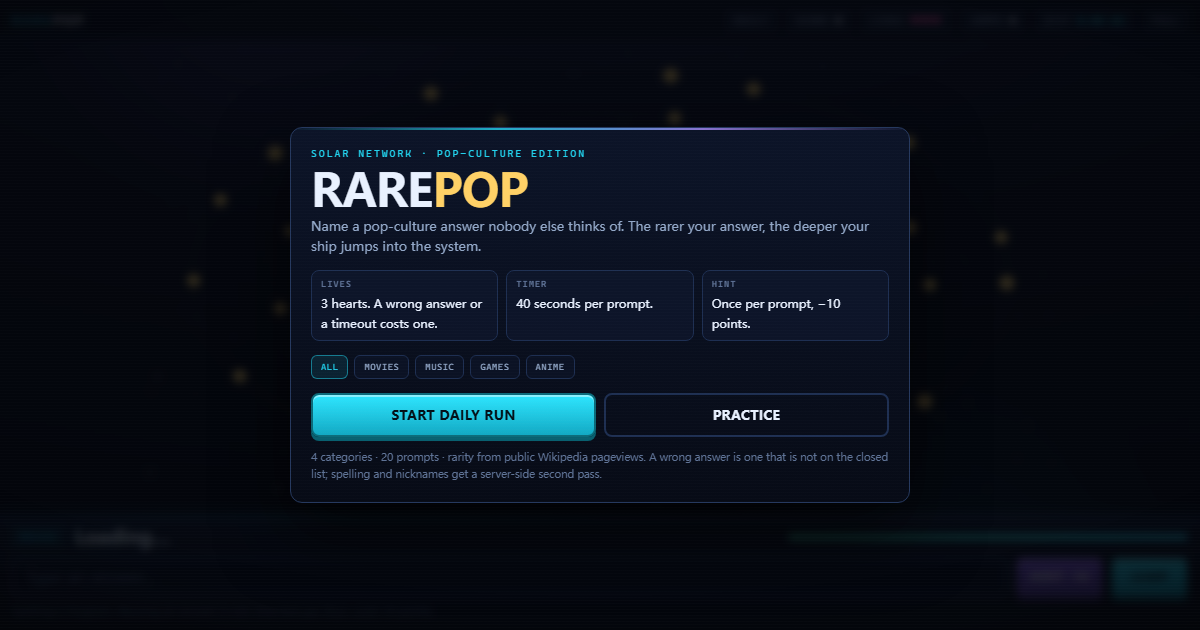 SOLAR NETWORK · POP-CULTURE EDITION
RAREPOP
Name a pop-culture answer nobody else thinks of. The rarer your answer, the deeper your
ship jumps into the system.
LIVES
3 hearts. A wrong answer or
a timeout costs one.
TIMER
40 seconds per prompt.
HINT
Once per prompt, −10
points.
ALL
MOVIES
MUSIC
GAMES
ANIME
START DAILY RUN
PRACTICE
4 categories · 20 prompts · rarity from public Wikipedia pageviews. A wrong answer is one that is not on the closed
list; spelling and nicknames get a server-side second pass.
Loading…